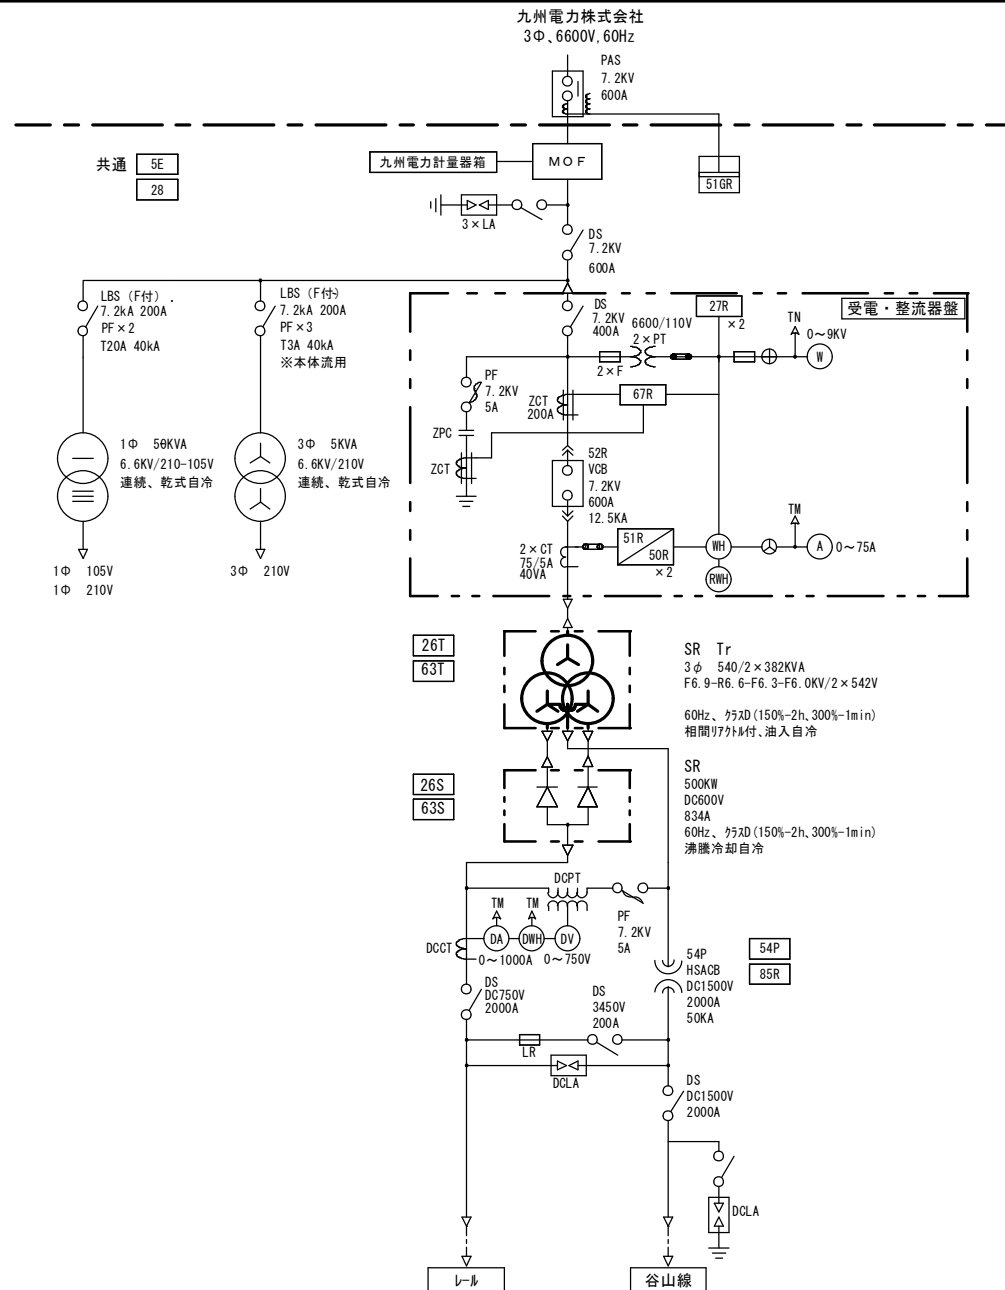 九州電力株式会社
3Φ、6600V,60Hz
PAS
7.2KV
600A
共通
5E
28
九州電力計量器箱
MOF
51GR
3×LA
DS
7.2KV
600A
LBS (F付)
7.2kA 200A
PF×2
T20A 40kA
LBS (F付)
7.2kA 200A
PF×3
T3A 40kA
※本体流用
1Φ 50KVA
6.6KV/210-105V
連続、乾式自冷
3Φ 5KVA
6.6KV/210V
連続、乾式自冷
1Φ 105V
1Φ 210V
3Φ 210V
受電・整流器盤
DS
7.2KV
400A
6600/110V
2×PT
27R
×2
TN
0～9KV
W
2×F
PF
7.2KV
5A
ZCT
200A
67R
ZPC
ZCT
52R
VCB
7.2KV
600A
12.5KA
2×CT
75/5A
40VA
51R
50R
×2
WH
RWH
TM
A
0～75A
26T
63T
SR Tr
3φ 540/2×382KVA
F6.9-R6.6-F6.3-F6.0KV/2×542V
60Hz、ｸﾗｽD(150%-2h,300%-1min)
相間ﾘｱｸﾄﾙ付、油入自冷
26S
63S
SR
500KW
DC600V
834A
60Hz、ｸﾗｽD(150%-2h,300%-1min)
沸騰冷却自冷
DCPT
TM
TM
DA
DWH
DV
DCCT
0～1000A
0～750V
PF
7.2KV
5A
54P
HSACB
DC1500V
2000A
50KA
54P
85R
DS
DC750V
2000A
DS
3450V
200A
LR
DCLA
DS
DC1500V
2000A
DCLA
ﾚｰﾙ
谷山線